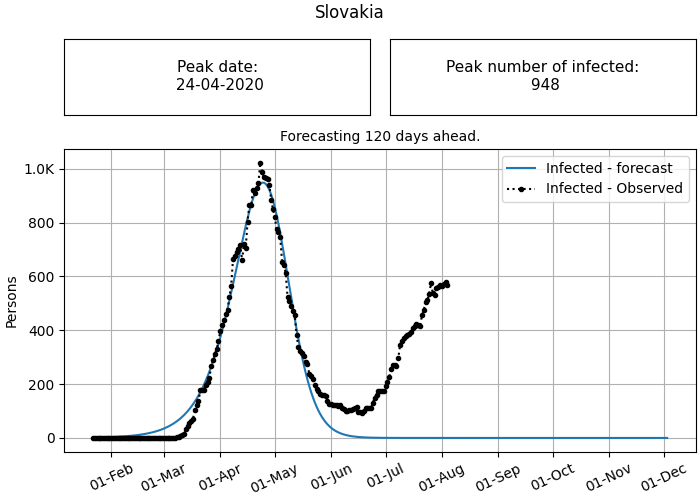 Slovakia
Peak date:
24-04-2020
Peak number of infected:
948
Forecasting 120 days ahead.
Infected - forecast
Infected - Observed
1.0K
800
600
400
200
0
Persons
01-Feb
01-Mar
01-Apr
01-May
01-Jun
01-Jul
01-Aug
01-Sep
01-Oct
01-Nov
01-Dec